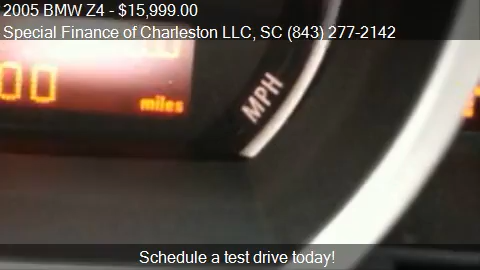 2005 BMW Z4 - $15,999.00
Special Finance of Charleston LLC, SC (843) 277-2142
00
miles
MPH
Schedule a test drive today!